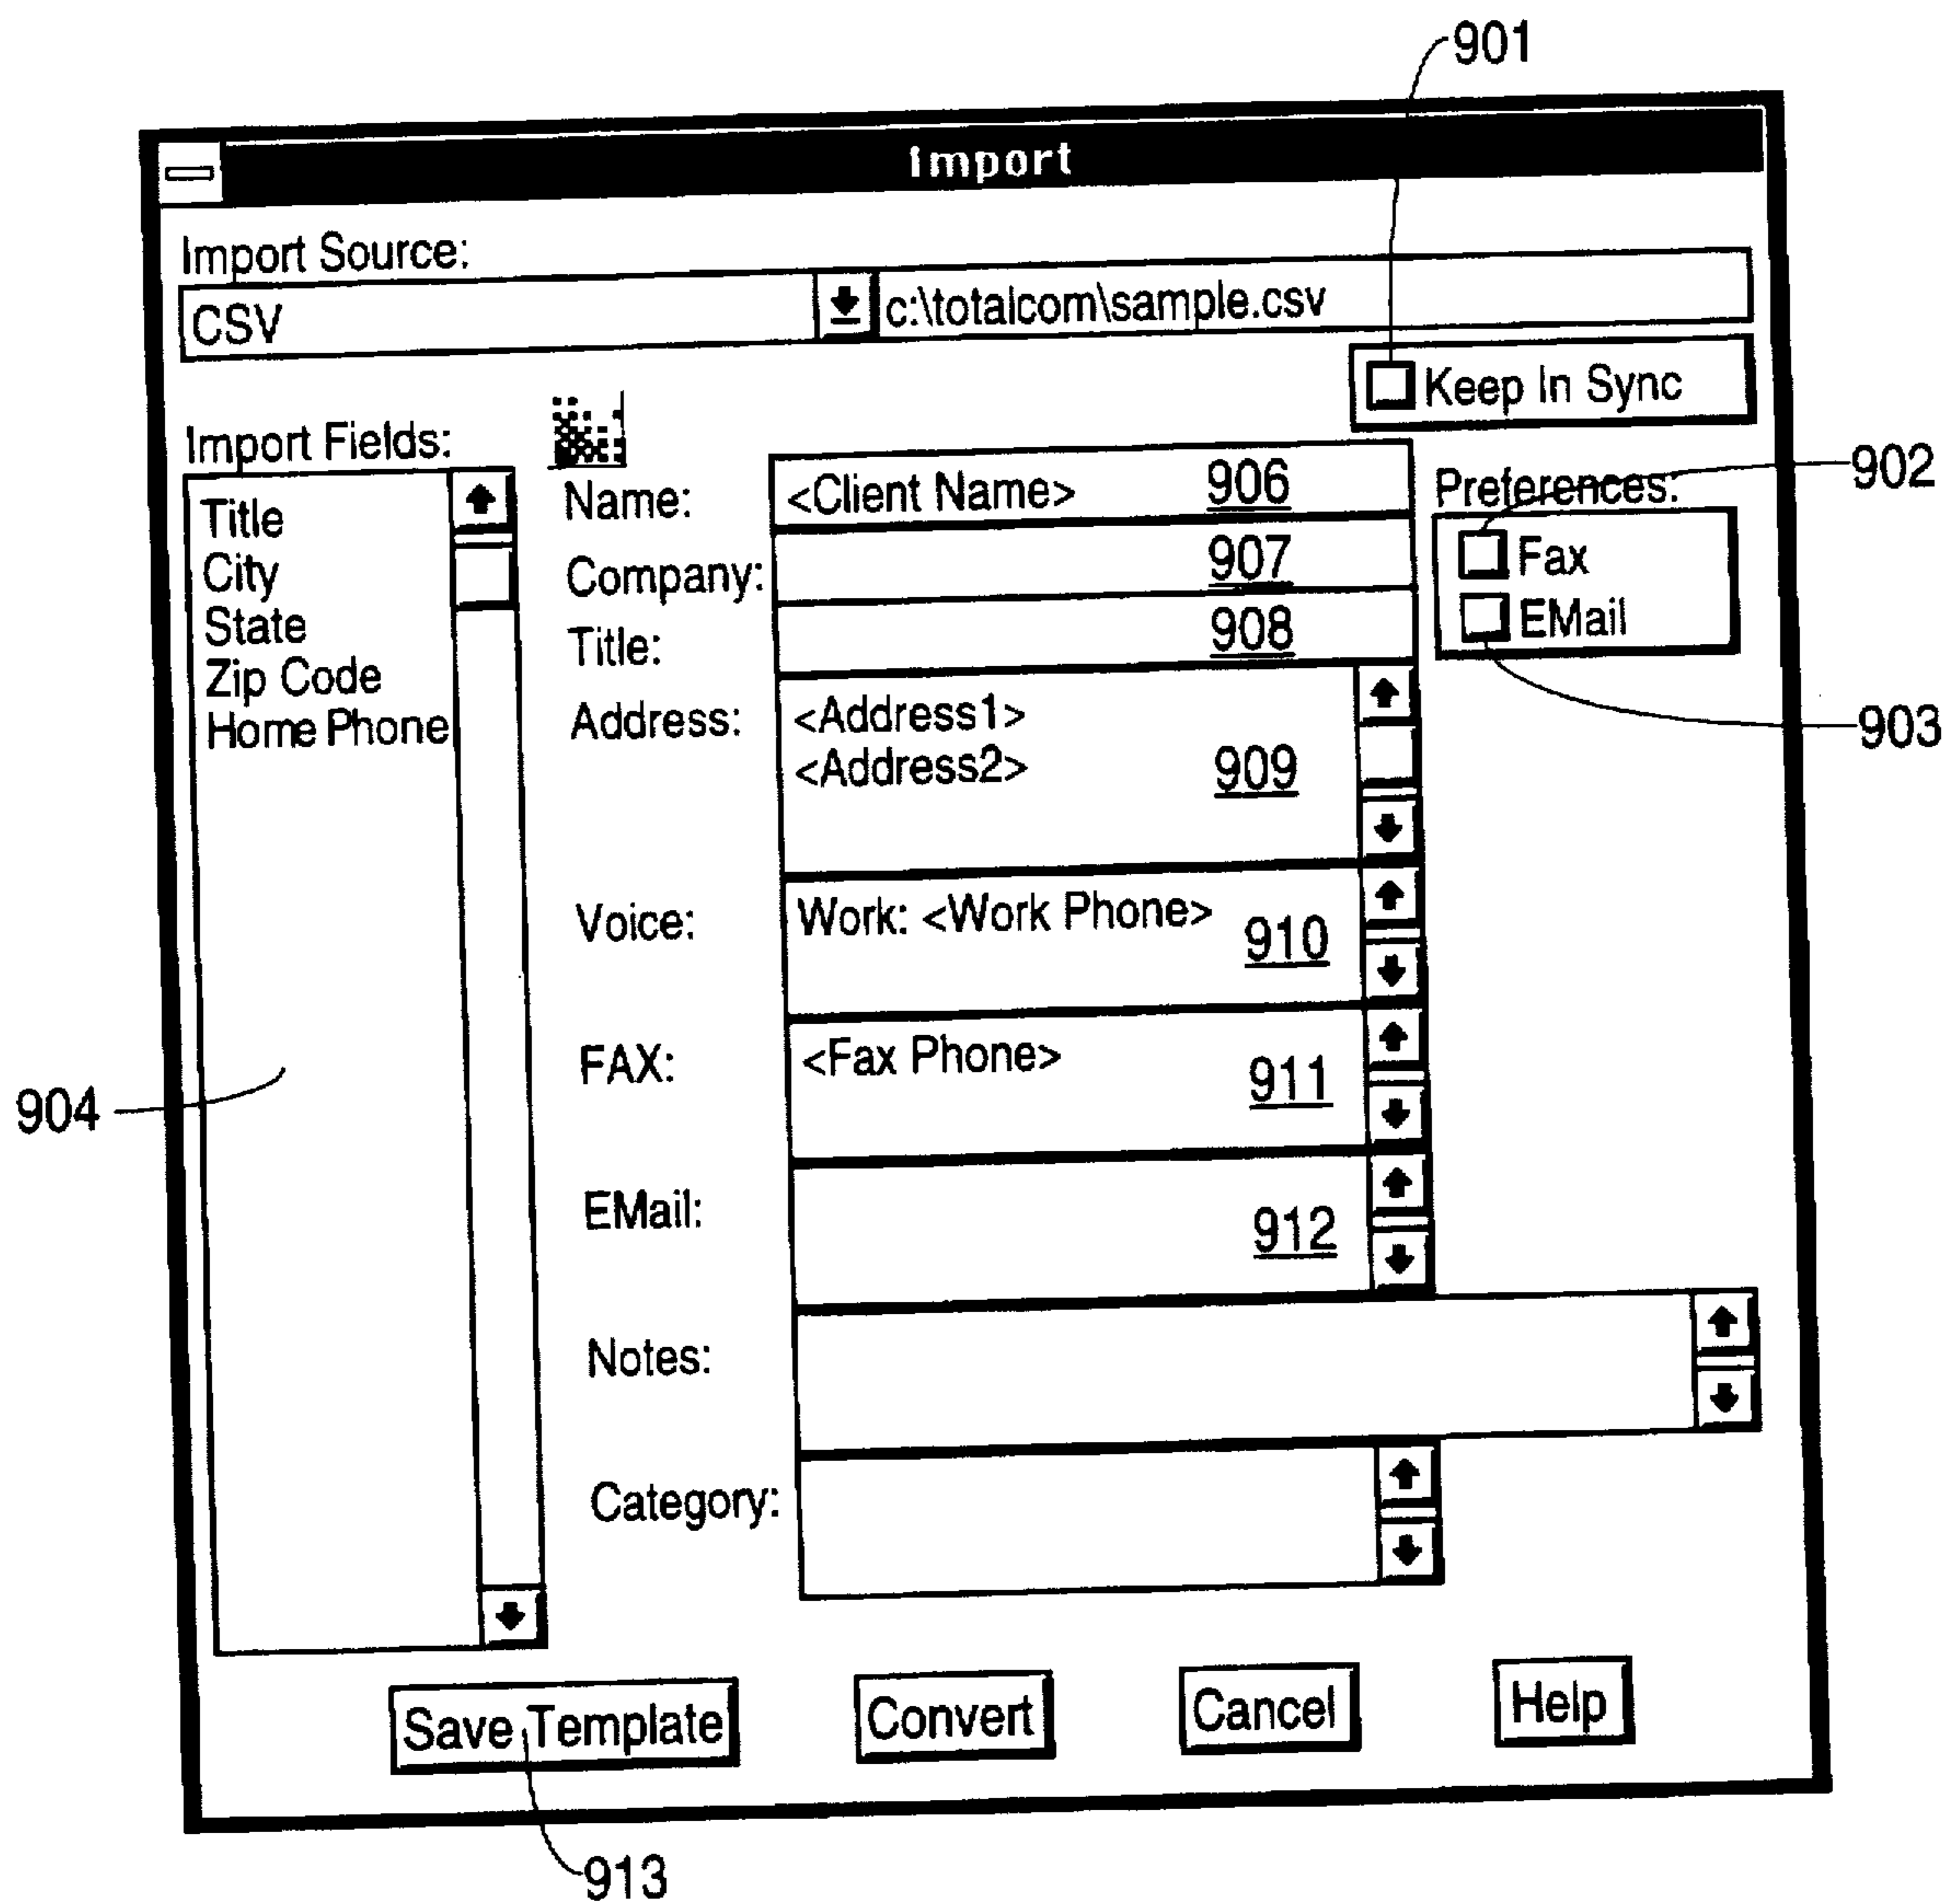 901
Import
Import Source:
CSV
c:\totalcom\sample.csv
Keep In Sync
Import Fields:
Title
City
State
Zip Code
Home Phone
904
Name:
<Client Name> 906
Company:
907
Title:
908
Address:
<Address1>
<Address2>
909
Voice:
Work: <Work Phone>
910
FAX:
<Fax Phone>
911
EMail:
912
Notes:
Category:
Preferences:
902
Fax
EMail
903
Save Template
Convert
Cancel
Help
913